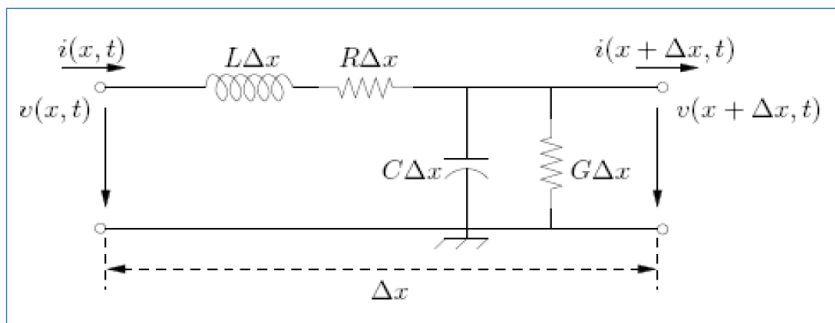 i(x, t) LΔx RΔx i(x + Δx, t)
v(x, t) v(x + Δx, t)
CΔx GΔx
Δx